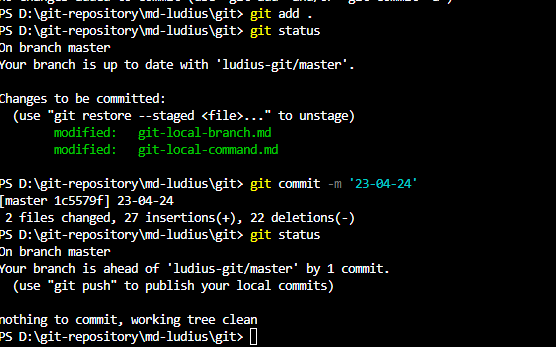 PS D:\git-repository\md-ludius\git> git add .
PS D:\git-repository\md-ludius\git> git status
On branch master
Your branch is up to date with 'ludius-git/master'.
Changes to be committed:
(use "git restore --staged <file>..." to unstage)
modified: git-local-branch.md
modified: git-local-command.md
PS D:\git-repository\md-ludius\git> git commit -m '23-04-24'
[master 1c5579f] 23-04-24
2 files changed, 27 insertions(+), 22 deletions(-)
PS D:\git-repository\md-ludius\git> git status
On branch master
Your branch is ahead of 'ludius-git/master' by 1 commit.
(use "git push" to publish your local commits)
nothing to commit, working tree clean
PS D:\git-repository\md-ludius\git>